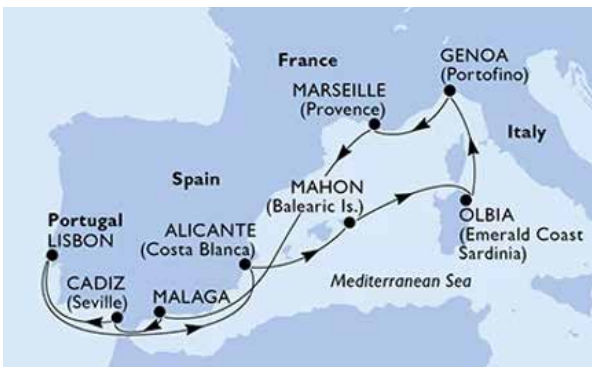 GENOA
(Portofino)
France
MARSEILLE
(Provence)
Italy
Spain
MAHON
(Balearic Is.)
Portugal
LISBON
ALICANTE
(Costa Blanca)
OLBIA
(Emerald Coast
Sardinia)
CADIZ
(Seville)
MALAGA
Mediterranean Sea